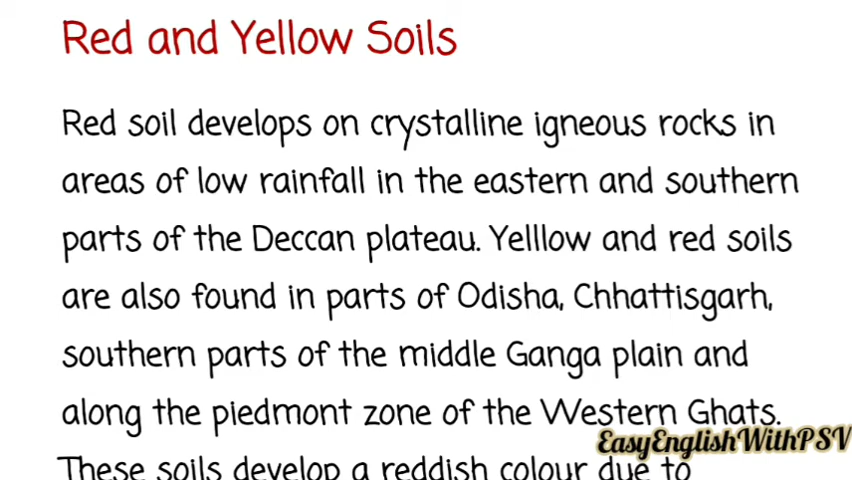 Red and Yellow Soils
Red soil develops on crystalline igneous rocks in
areas of low rainfall in the eastern and southern
parts of the Deccan plateau. Yelllow and red soils
are also found in parts of Odisha, Chhattisgarh,
southern parts of the middle Ganga plain and
along the piedmont zone of the Western Ghats.
EasyEnglishWithPSV
These soils develop a reddish colour due to